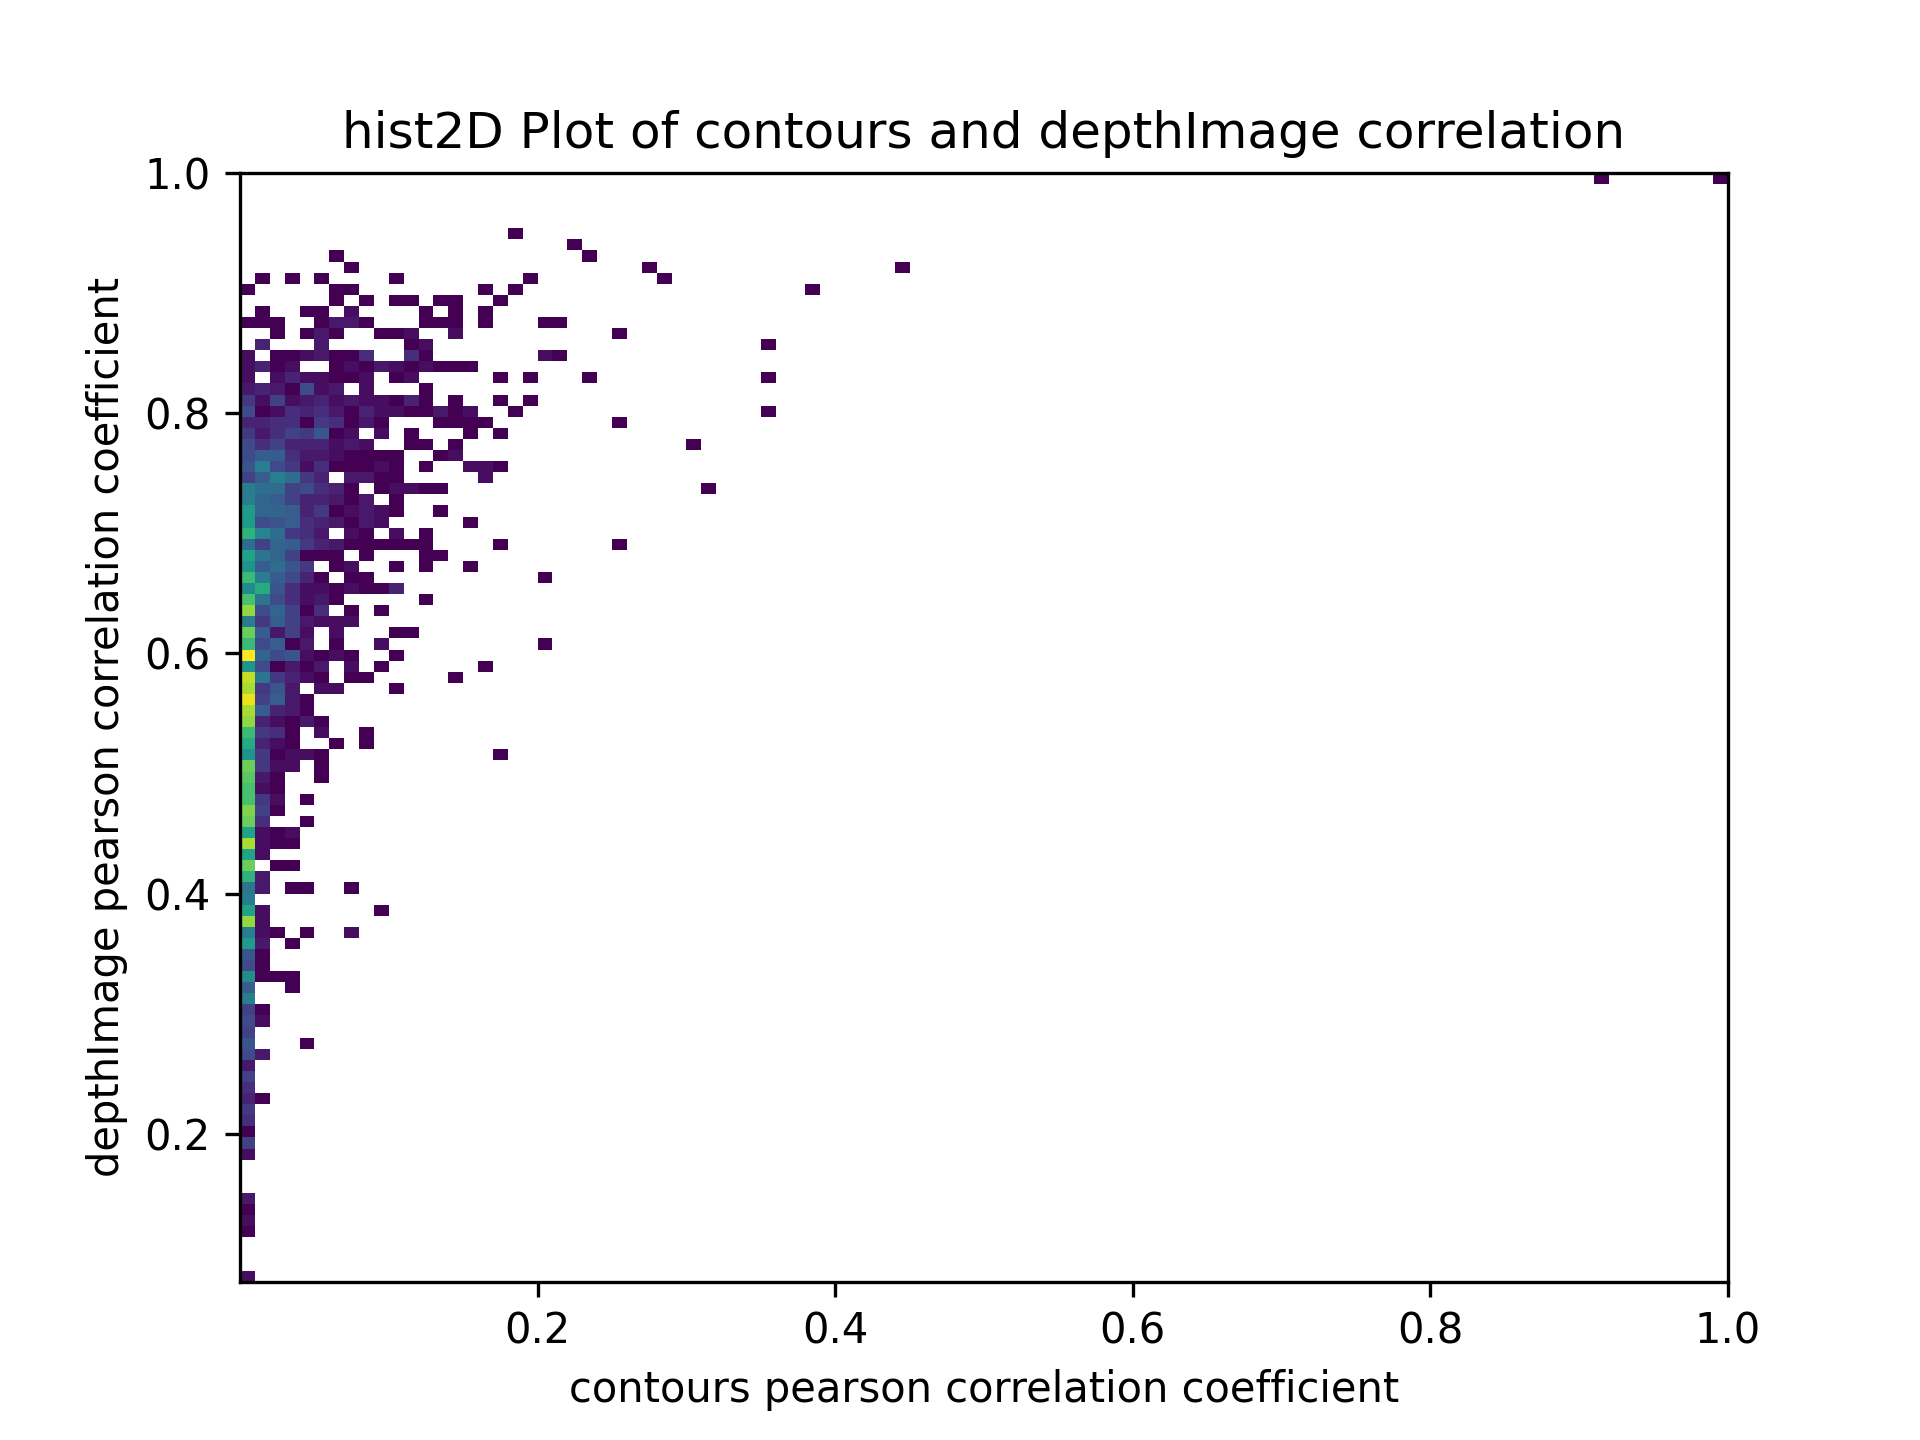 hist2D Plot of contours and depthImage correlation
1.0
0.8
0.6
0.4
0.2
depthImage pearson correlation coefficient
0.2 0.4 0.6 0.8 1.0
contours pearson correlation coefficient